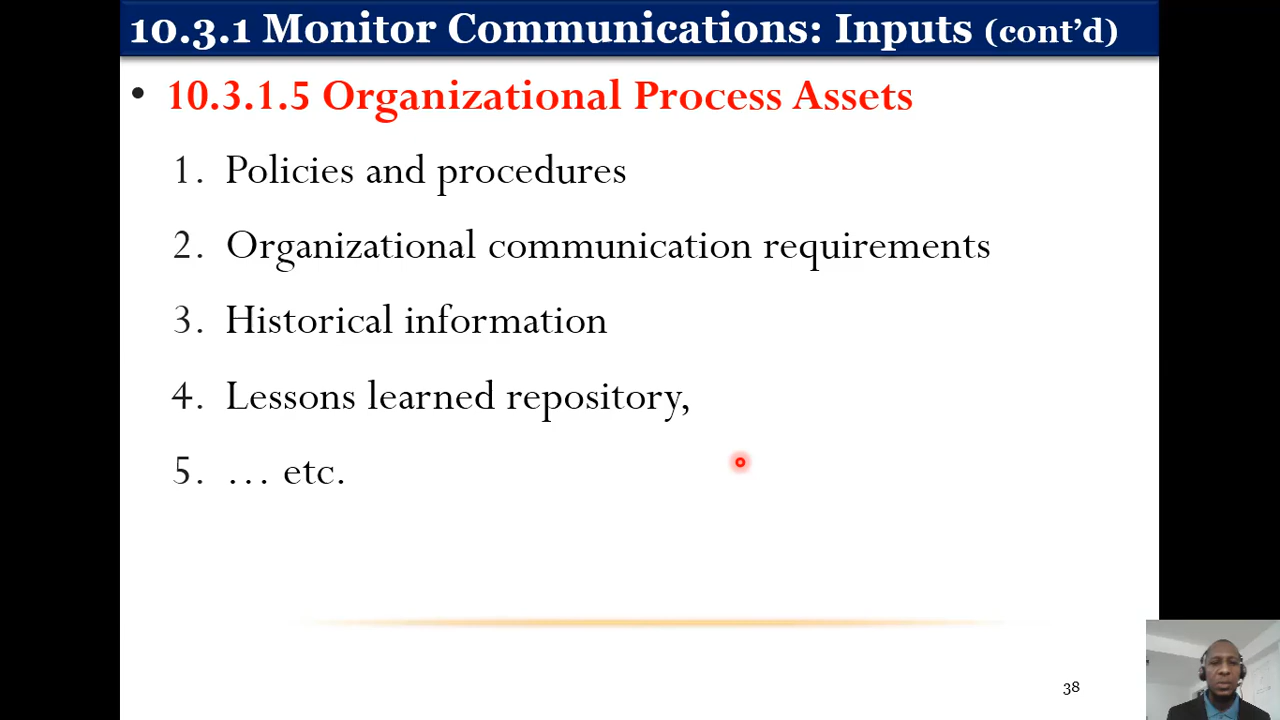 10.3.1 Monitor Communications: Inputs (cont’d)
• 10.3.1.5 Organizational Process Assets
1. Policies and procedures
2. Organizational communication requirements
3. Historical information
4. Lessons learned repository,
5. … etc.
38